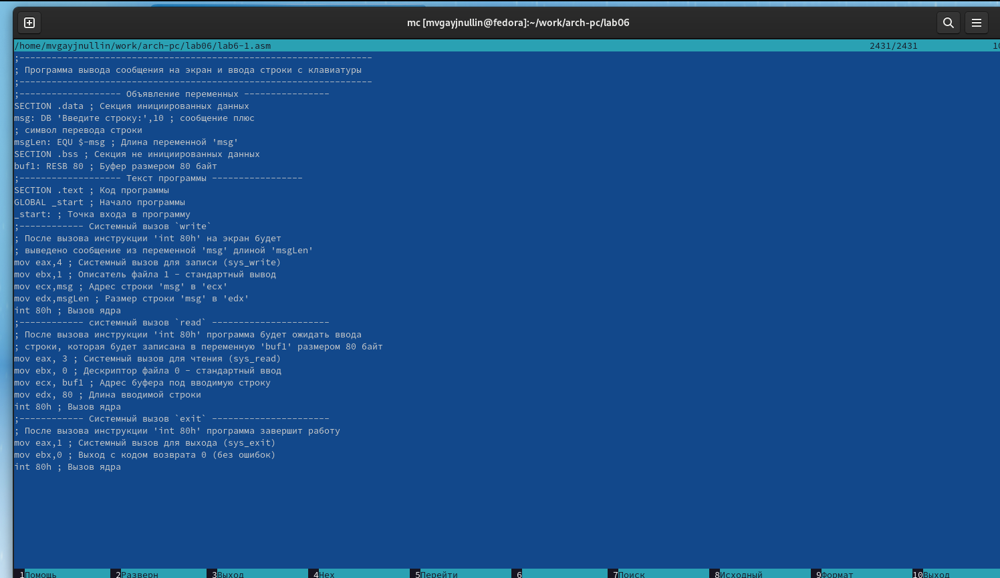 mc [mvgayjnullin@fedora]:~/work/arch-pc/lab06
/home/mvgayjnullin/work/arch-pc/lab06/lab6-1.asm 2431/2431
;------------------------------------------------------------------
; Программа вывода сообщения на экран и ввода строки с клавиатуры
;------------------------------------------------------------------
;------------------- Объявление переменных ----------------
SECTION .data ; Секция инициированных данных
msg: DB 'Введите строку:',10 ; сообщение плюс
; символ перевода строки
msgLen: EQU $-msg ; Длина переменной 'msg'
SECTION .bss ; Секция не инициированных данных
buf1: RESB 80 ; Буфер размером 80 байт
;------------------- Текст программы -----------------
SECTION .text ; Код программы
GLOBAL _start ; Начало программы
_start: ; Точка входа в программу
;------------ Системный вызов `write`
; После вызова инструкции 'int 80h' на экран будет
; выведено сообщение из переменной 'msg' длиной 'msgLen'
mov eax,4 ; Системный вызов для записи (sys_write)
mov ebx,1 ; Описатель файла 1 - стандартный вывод
mov ecx,msg ; Адрес строки 'msg' в 'ecx'
mov edx,msgLen ; Размер строки 'msg' в 'edx'
int 80h ; Вызов ядра
;------------ системный вызов `read` ----------------------
; После вызова инструкции 'int 80h' программа будет ожидать ввода
; строки, которая будет записана в переменную 'buf1' размером 80 байт
mov eax, 3 ; Системный вызов для чтения (sys_read)
mov ebx, 0 ; Дескриптор файла 0 - стандартный ввод
mov ecx, buf1 ; Адрес буфера под вводимую строку
mov edx, 80 ; Длина вводимой строки
int 80h ; Вызов ядра
;------------ Системный вызов `exit` ----------------------
; После вызова инструкции 'int 80h' программа завершит работу
mov eax,1 ; Системный вызов для выхода (sys_exit)
mov ebx,0 ; Выход с кодом возврата 0 (без ошибок)
int 80h ; Вызов ядра
1Помощь 2Разверн 3Выход 4Hex 5Перейти 6 7Поиск 8Исходный 9Формат 10Выход